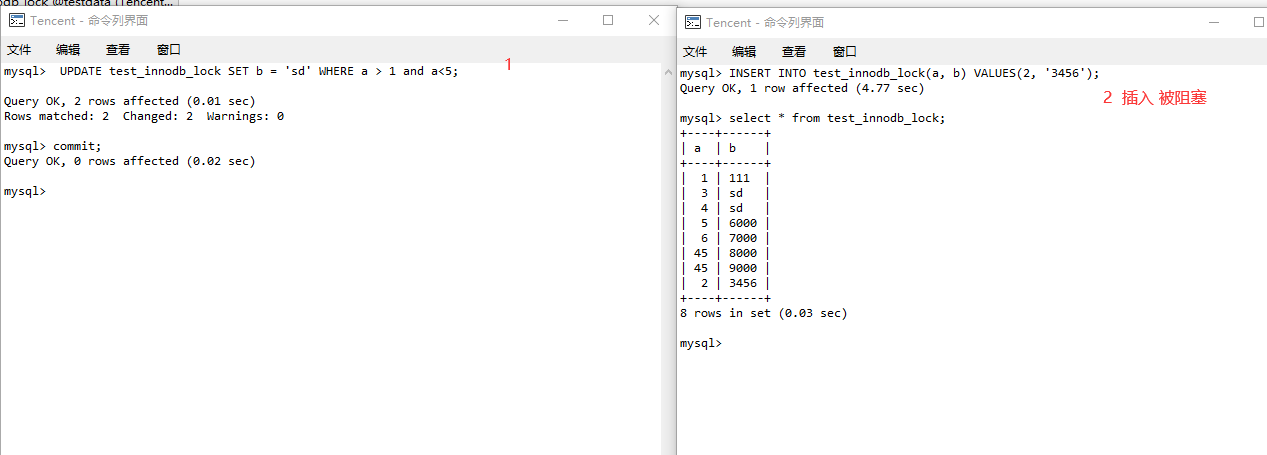 odb_lock @testdata (Tencent...
Tencent - 命令列界面
文件 编辑 查看 窗口
mysql>  UPDATE test_innodb_lock SET b = 'sd' WHERE a > 1 and a<5;
1
Query OK, 2 rows affected (0.01 sec)
Rows matched: 2  Changed: 2  Warnings: 0
mysql> commit;
Query OK, 0 rows affected (0.02 sec)
mysql>
Tencent - 命令列界面
文件 编辑 查看 窗口
mysql> INSERT INTO test_innodb_lock(a, b) VALUES(2, '3456');
Query OK, 1 row affected (4.77 sec)
2 插入 被阻塞
mysql> select * from test_innodb_lock;
+----+------+
| a  | b    |
+----+------+
|  1 | 111  |
|  3 | sd   |
|  4 | sd   |
|  5 | 6000 |
|  6 | 7000 |
| 45 | 8000 |
| 45 | 9000 |
|  2 | 3456 |
+----+------+
8 rows in set (0.03 sec)
mysql>